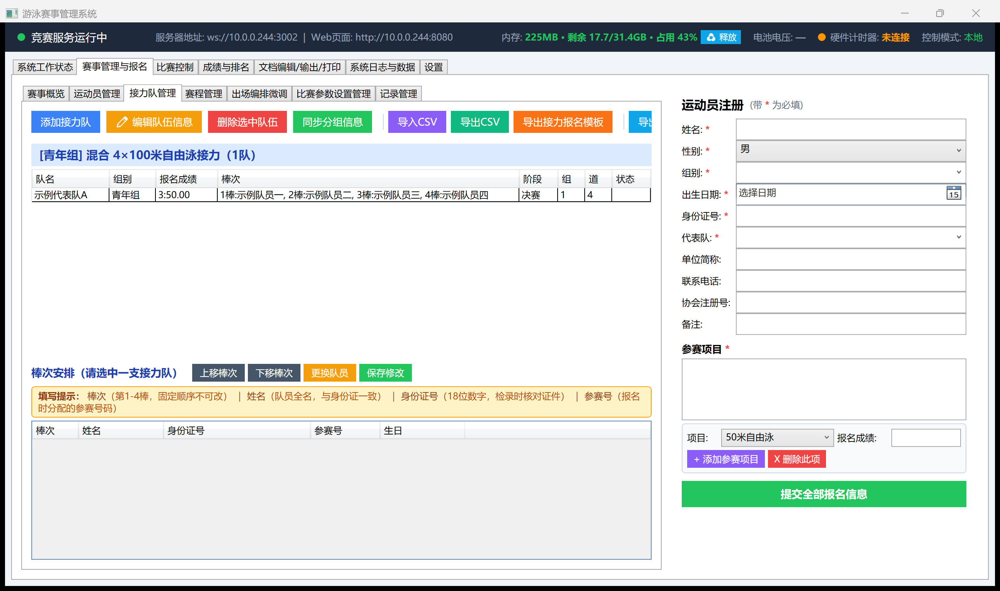 游泳赛事管理系统
竞赛服务运行中 服务器地址: ws://10.0.0.244:3002 | Web页面: http://10.0.0.244:8080 内存: 225MB • 剩余 17.7/31.4GB • 占用 43% 释放 电池电压: — 硬件计时器: 未连接 控制模式: 本地
系统工作状态 赛事管理与报名 比赛控制 成绩与排名 文档编辑/输出/打印 系统日志与数据 设置
赛事概览 运动员管理 接力队管理 赛程管理 出场编排微调 比赛参数设置管理 记录管理
添加接力队 编辑队伍信息 删除选中队伍 同步分组信息 导入CSV 导出CSV 导出接力报名模板 导
[青年组] 混合 4×100米自由泳接力（1队）
队名 组别 报名成绩 棒次 阶段 组 道 状态
示例代表队A 青年组 3:50.00 1棒:示例队员一, 2棒:示例队员二, 3棒:示例队员三, 4棒:示例队员四 决赛 1 4
棒次安排（请选中一支接力队） 上移棒次 下移棒次 更换队员 保存修改
填写提示： 棒次（第1-4棒，固定顺序不可改） | 姓名（队员全名，与身份证一致） | 身份证号（18位数字，检录时核对证件） | 参赛号（报名
时分配的参赛号码）
棒次 姓名 身份证号 参赛号 生日
运动员注册 (带 * 为必填)
姓名: *
性别: * 男
组别: *
出生日期: * 选择日期 15
身份证号: *
代表队: *
单位简称:
联系电话:
协会注册号:
备注:
参赛项目 *
项目: 50米自由泳 报名成绩:
+ 添加参赛项目 X 删除此项
提交全部报名信息